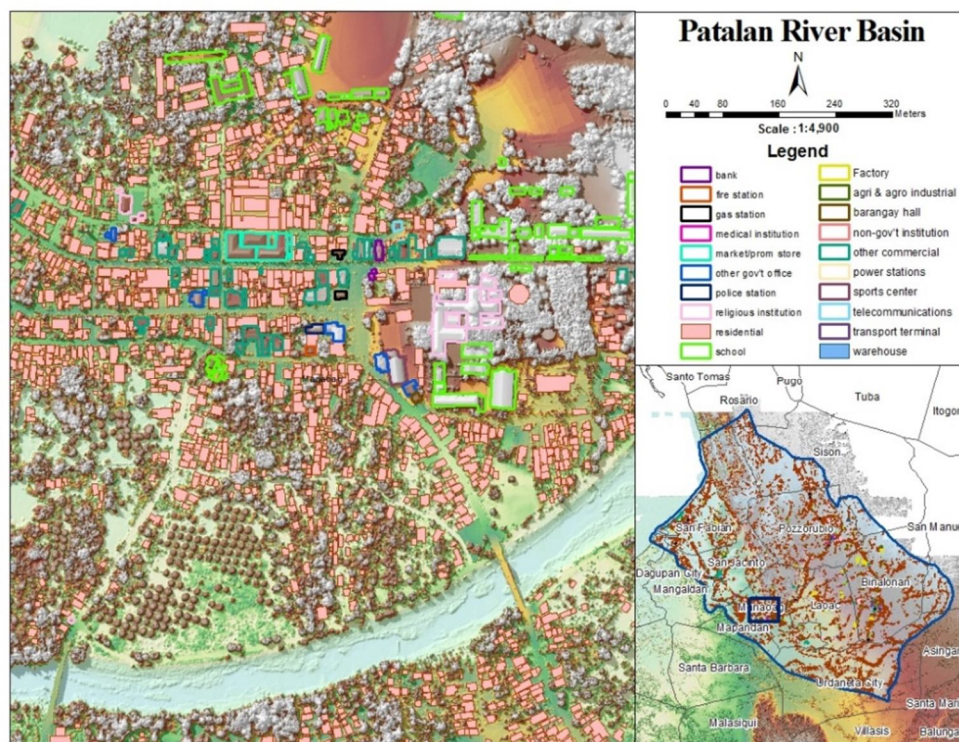 Patalan River Basin
N
0 40 80 160 240 320
Meters
Scale : 1:4,900
Legend
bank
fire station
gas station
medical institution
market/prom store
other gov't office
police station
religious institution
residential
school
Factory
agri & agro industrial
barangay hall
non-gov't institution
other commercial
power stations
sports center
telecommunications
transport terminal
warehouse
Santo Tomas
Pugo
Tuba
Rosario
Itogon
Sison
San Fabian
Pozzorubio
San Manue
San Jacinto
Dagupan City
Binalonan
Mangaldan
Manaoag
Laoac
Mapandan
Asingan
Santa Barbara
Urdaneta City
Santa Mar
Malasiqui
Villasis
Balunga